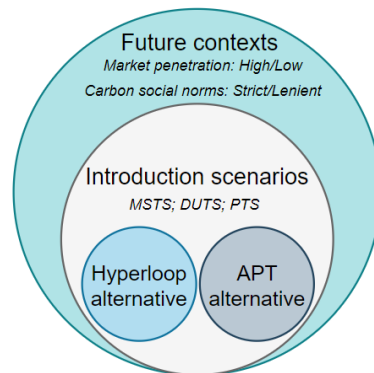 Future contexts
Market penetration: High/Low
Carbon social norms: Strict/Lenient
Introduction scenarios
MSTS; DUTS; PTS
Hyperloop
alternative
APT
alternative